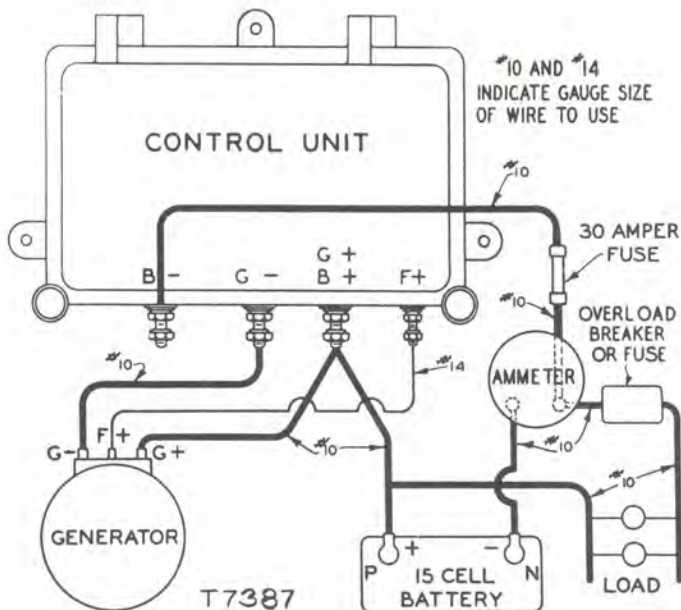 #10 AND #14
INDICATE GAUGE SIZE
OF WIRE TO USE
CONTROL UNIT
#10
B -
G -
G +
B +
F+
30 AMPER
FUSE
#10
OVERLOAD
BREAKER
OR FUSE
AMMETER
#10
#14
#10
#10
#10
#10
G-
F+
G+
GENERATOR
P
+
-
N
15 CELL
BATTERY
LOAD
T7387